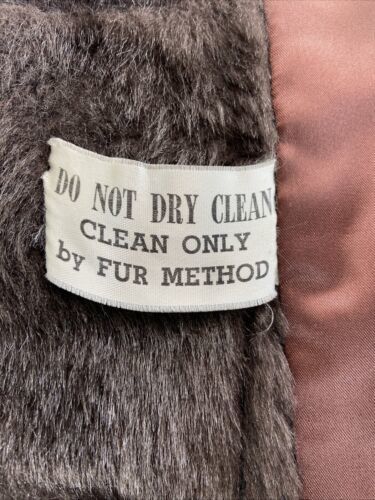 DO NOT DRY CLEAN
CLEAN ONLY
by FUR METHOD